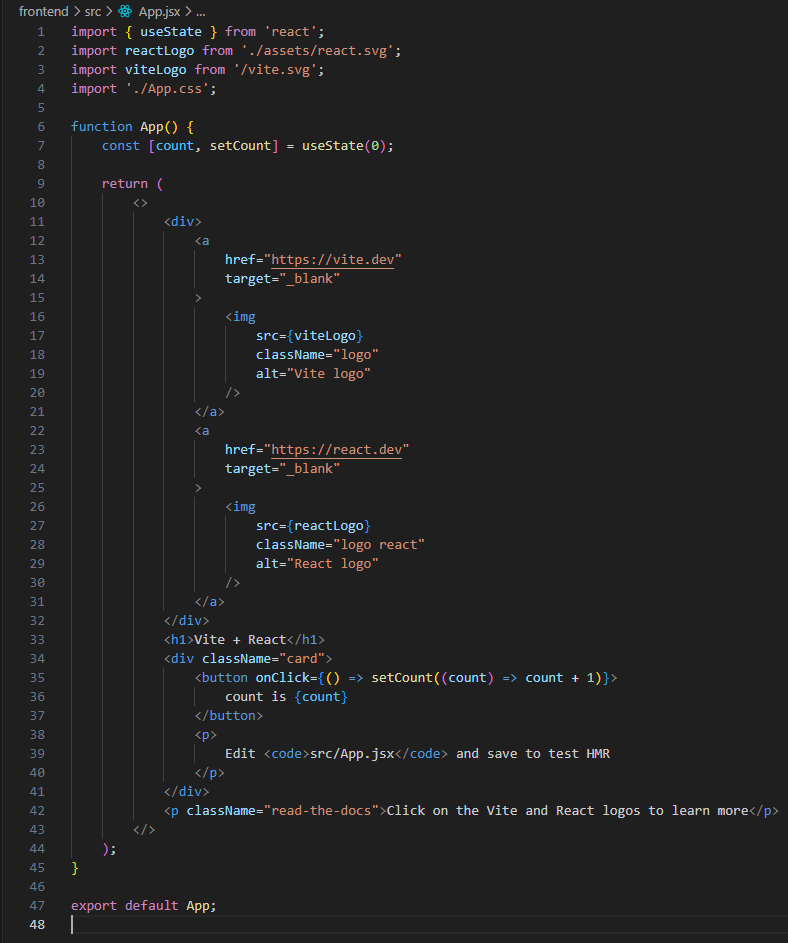 frontend > src > App.jsx > ...
1 import { useState } from 'react';
2 import reactLogo from './assets/react.svg';
3 import viteLogo from '/vite.svg';
4 import './App.css';
5
6 function App() {
7     const [count, setCount] = useState(0);
8
9     return (
10         <>
11             <div>
12                 <a
13                     href="https://vite.dev"
14                     target="_blank"
15                 >
16                     <img
17                         src={viteLogo}
18                         className="logo"
19                         alt="Vite logo"
20                     />
21                 </a>
22                 <a
23                     href="https://react.dev"
24                     target="_blank"
25                 >
26                     <img
27                         src={reactLogo}
28                         className="logo react"
29                         alt="React logo"
30                     />
31                 </a>
32             </div>
33             <h1>Vite + React</h1>
34             <div className="card">
35                 <button onClick={() => setCount((count) => count + 1)}>
36                     count is {count}
37                 </button>
38                 <p>
39                     Edit <code>src/App.jsx</code> and save to test HMR
40                 </p>
41             </div>
42             <p className="read-the-docs">Click on the Vite and React logos to learn more</p>
43         </>
44     );
45 }
46
47 export default App;
48